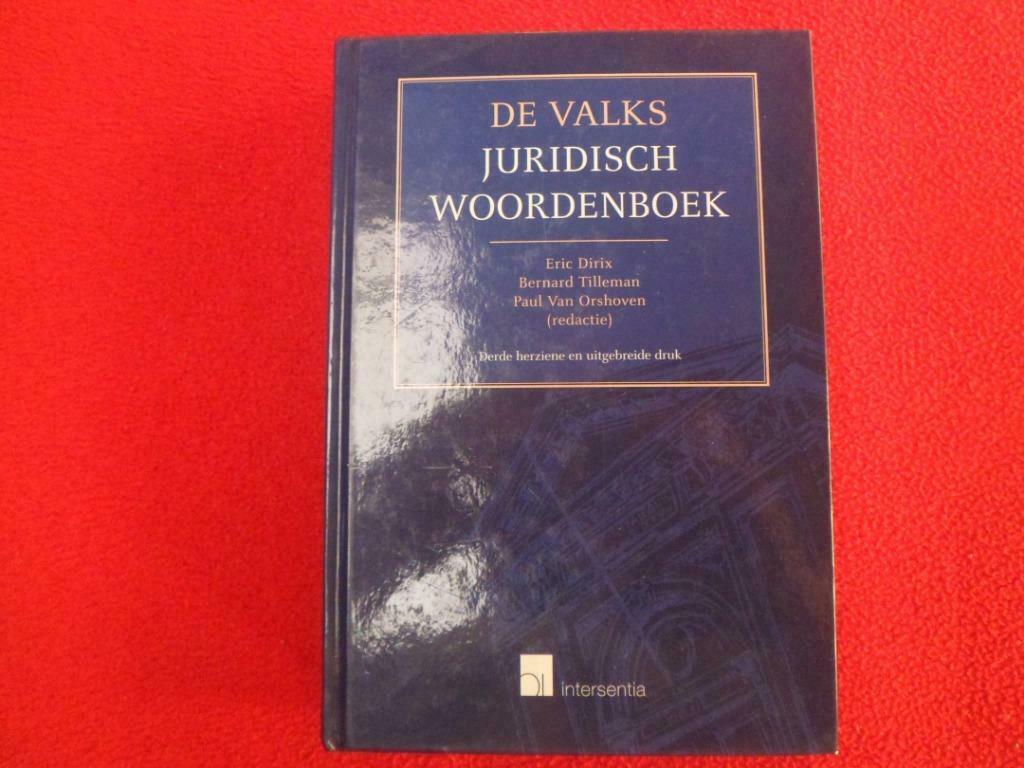 DE VALKS
JURIDISCH
WOORDENBOEK
Eric Dirix
Bernard Tilleman
Paul Van Orshoven
(redactie)
Derde herziene en uitgebreide druk
intersentia